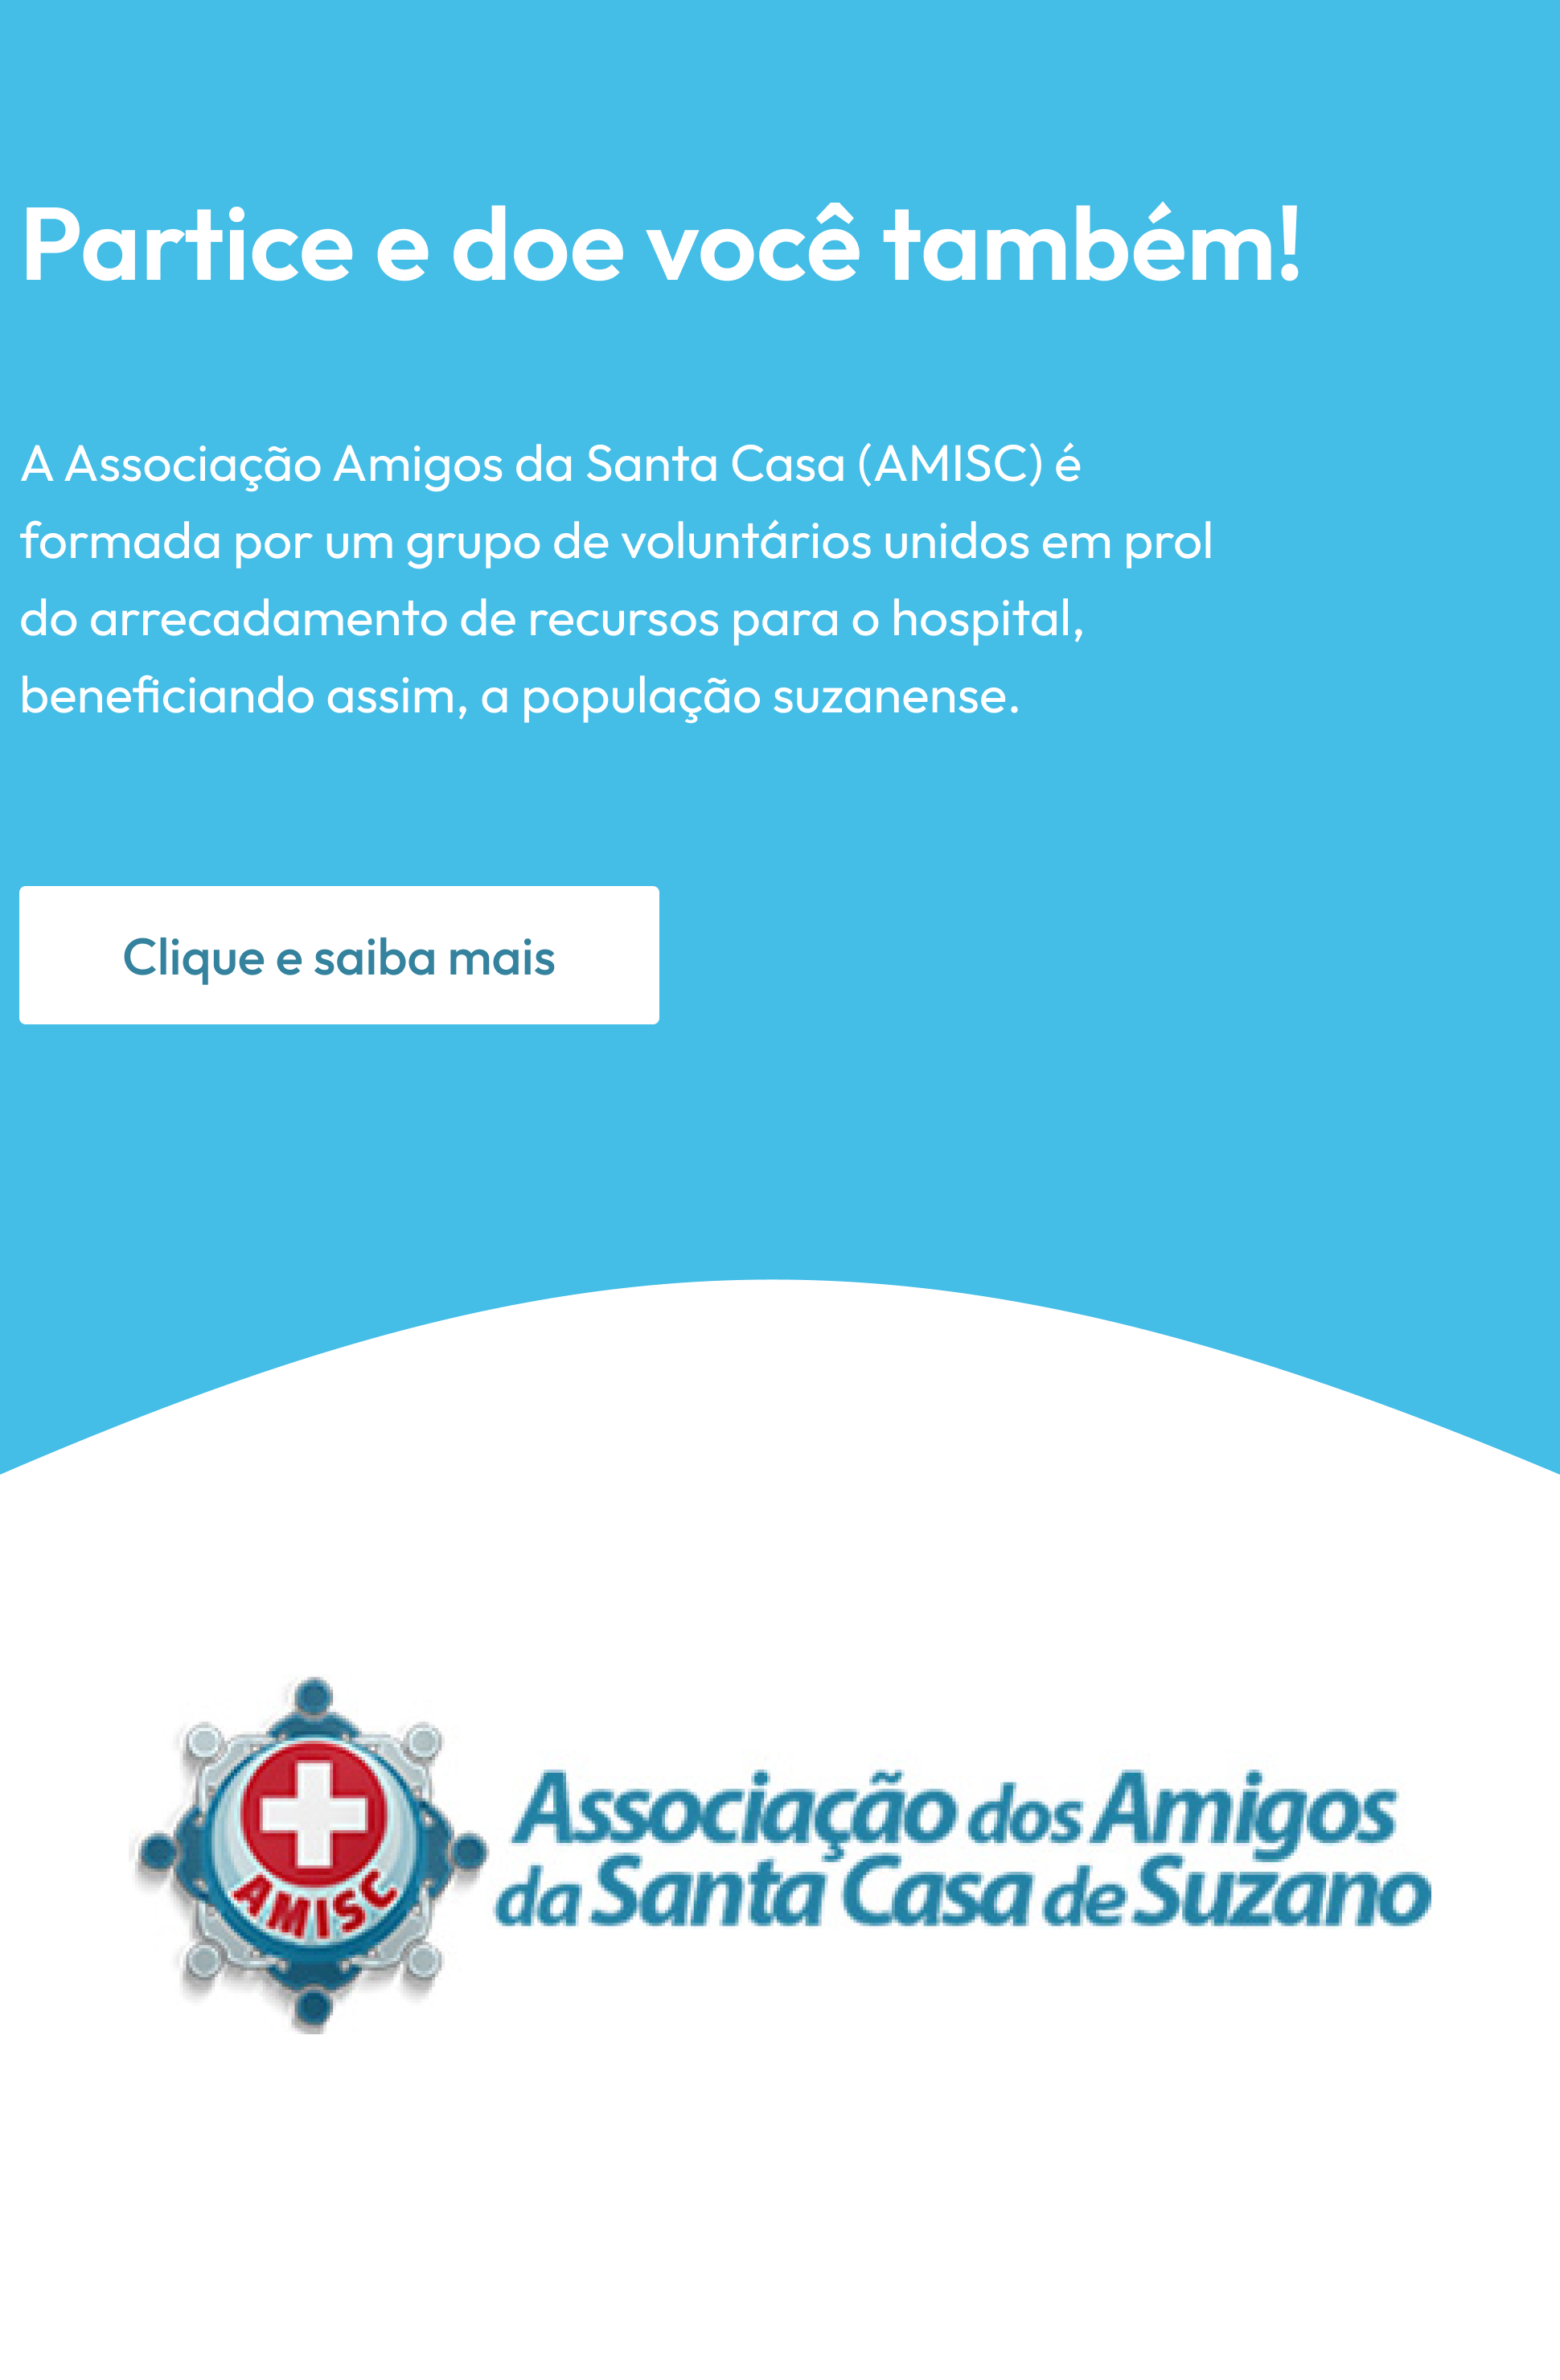 Partice e doe você também!
A Associação Amigos da Santa Casa (AMISC) é
formada por um grupo de voluntários unidos em prol
do arrecadamento de recursos para o hospital,
beneficiando assim, a população suzanense.
Clique e saiba mais
AMISC
Associação dos Amigos
da Santa Casa de Suzano